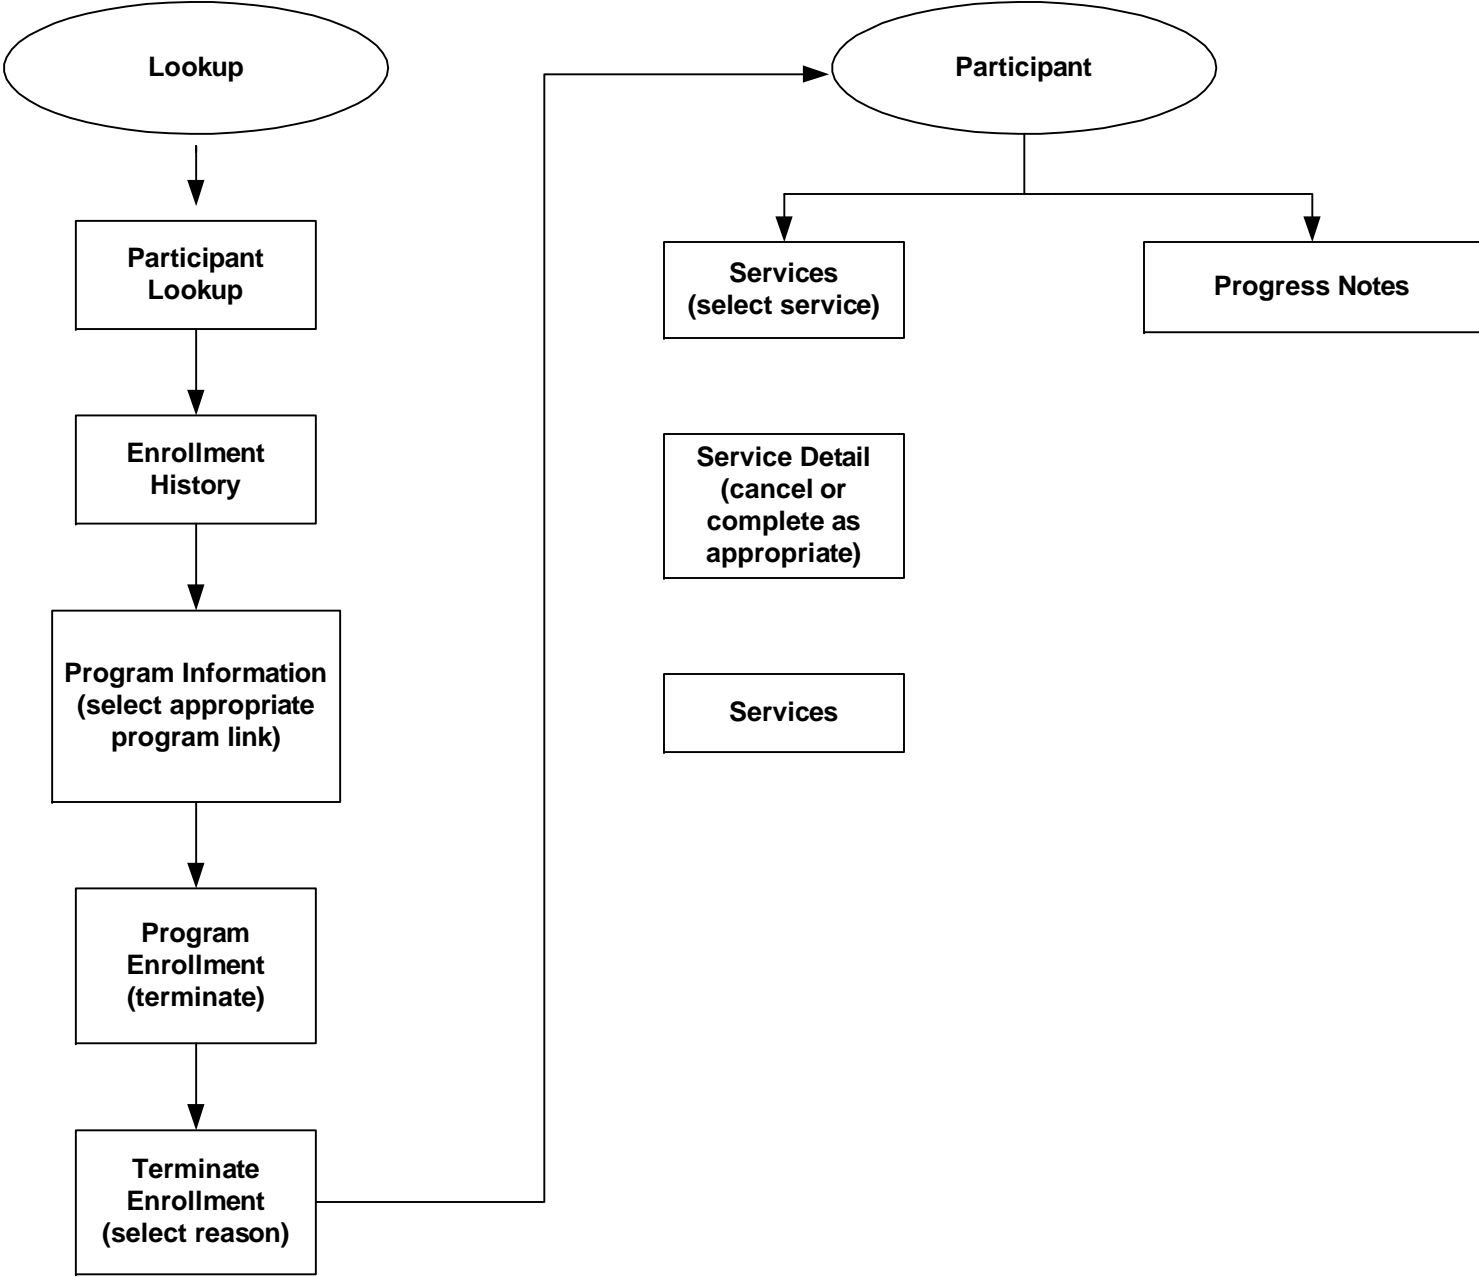 Lookup
Participant
Lookup
Enrollment
History
Program Information
(select appropriate
program link)
Program
Enrollment
(terminate)
Terminate
Enrollment
(select reason)
Participant
Services
(select service)
Progress Notes
Service Detail
(cancel or
complete as
appropriate)
Services